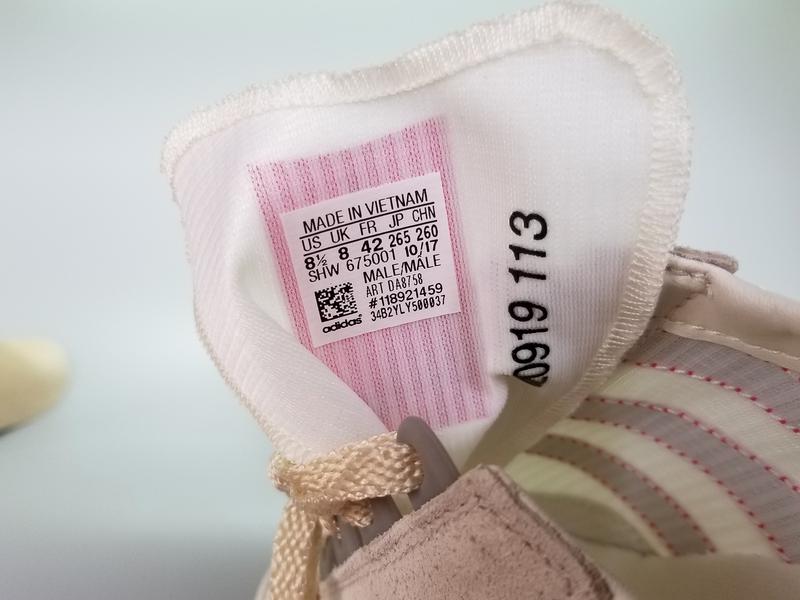 MADE IN VIETNAM
US UK FR JP CHN
8½ 8 42 265 260
SHW 675001 10/17
MALE/MÂLE
ART DA8758
#118921459
34B2YLY500037
adidas
0919 113